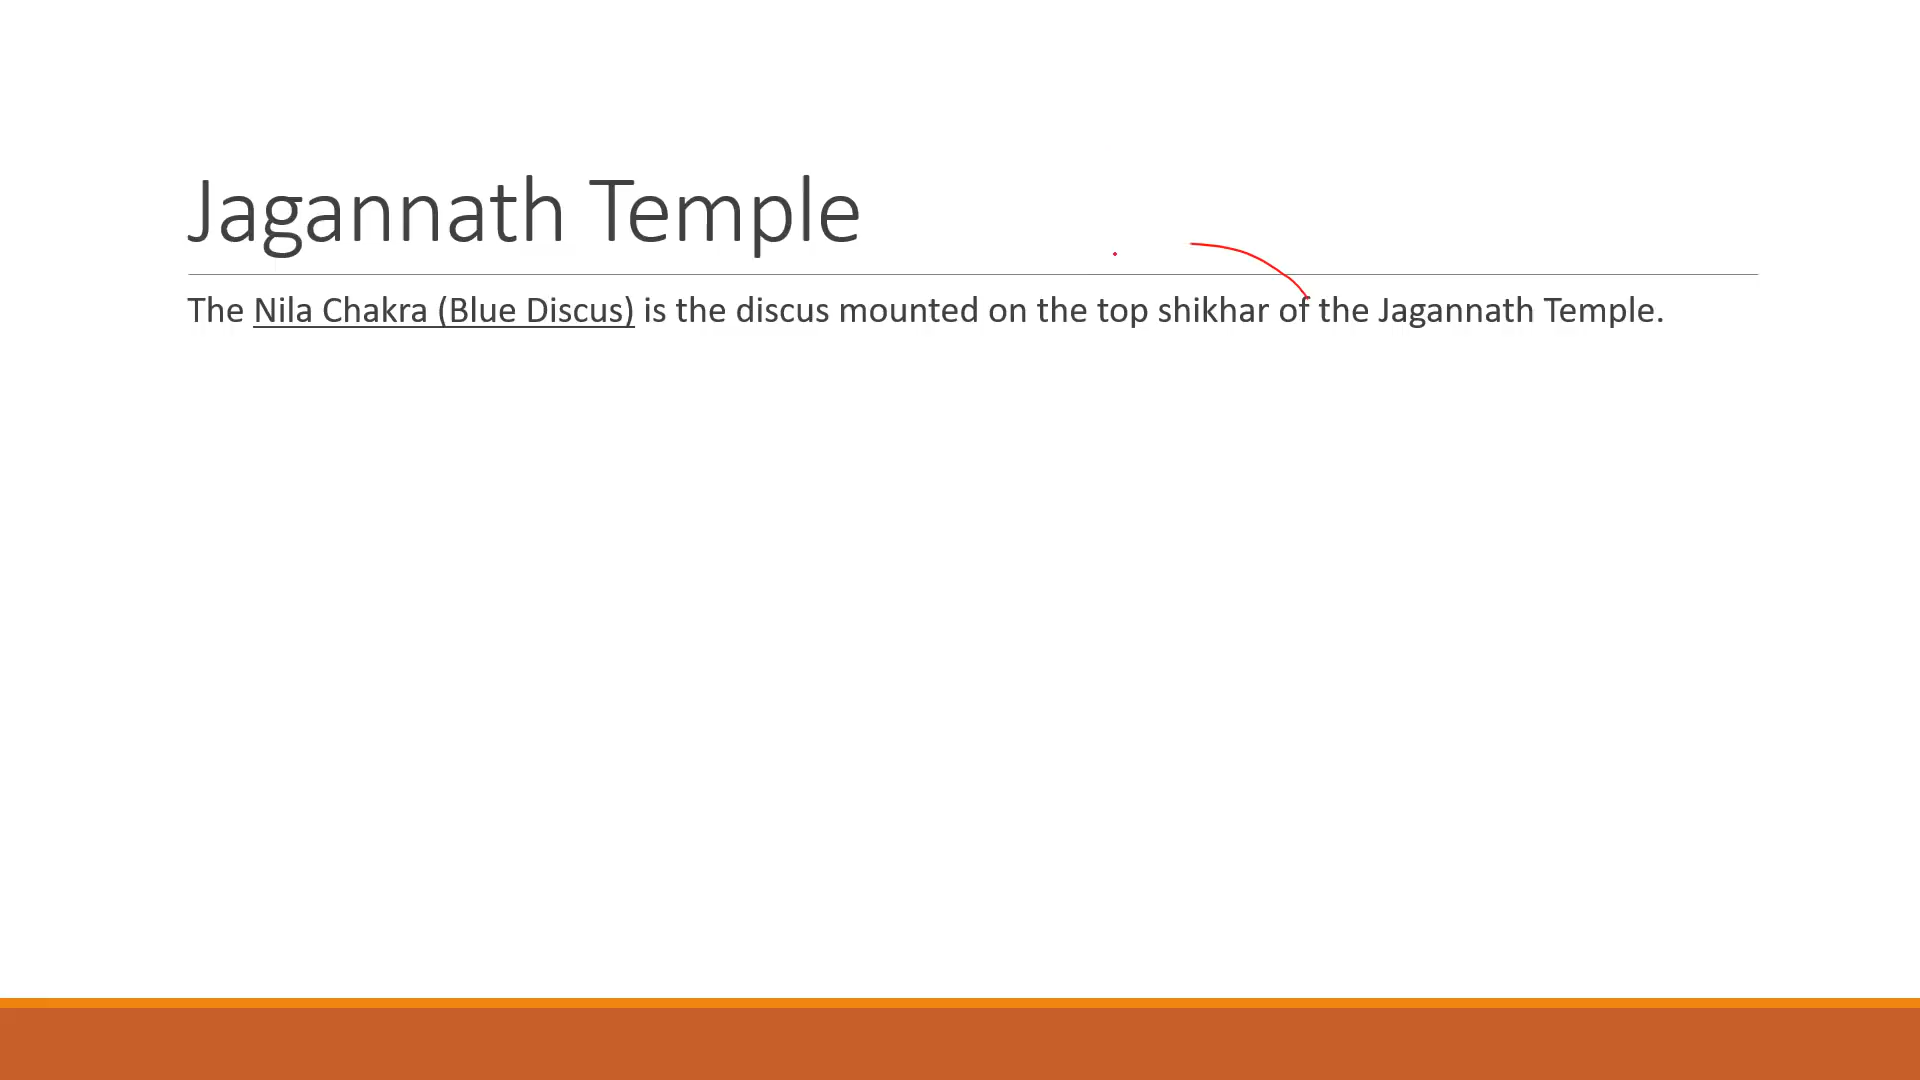 Jagannath Temple
The Nila Chakra (Blue Discus) is the discus mounted on the top shikhar of the Jagannath Temple.